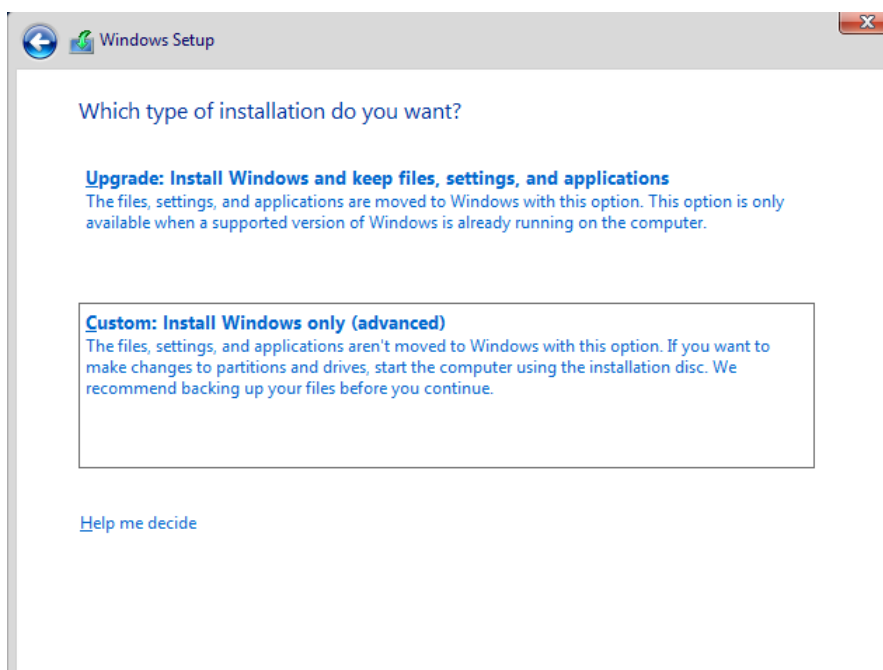 Windows Setup
Which type of installation do you want?
Upgrade: Install Windows and keep files, settings, and applications
The files, settings, and applications are moved to Windows with this option. This option is only
available when a supported version of Windows is already running on the computer.
Custom: Install Windows only (advanced)
The files, settings, and applications aren't moved to Windows with this option. If you want to
make changes to partitions and drives, start the computer using the installation disc. We
recommend backing up your files before you continue.
Help me decide